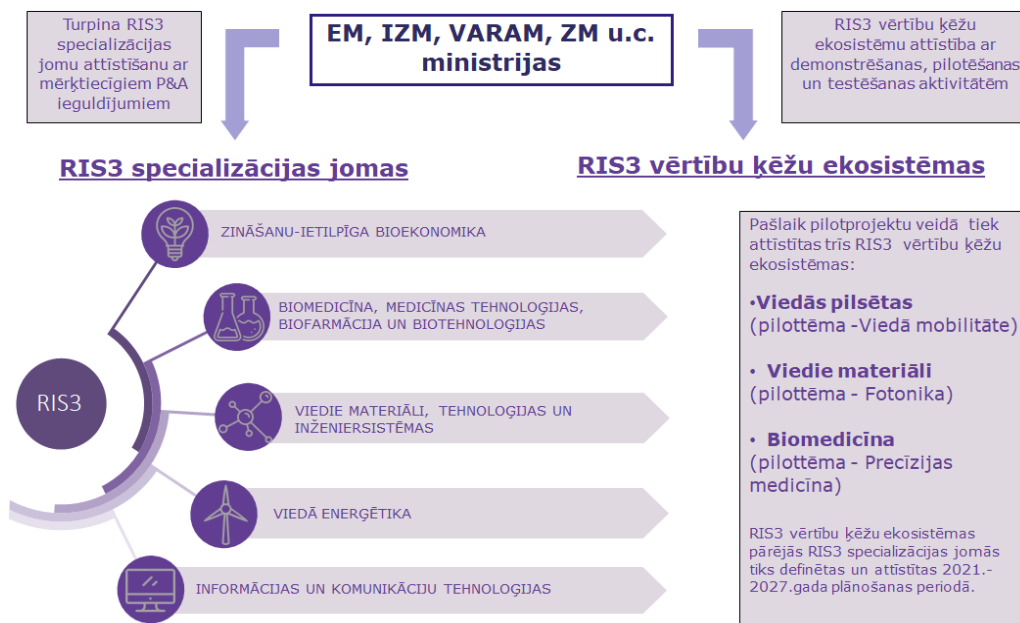 Turpina RIS3
specializācijas
jomu attīstīšanu ar
mērķtiecīgiem P&A
ieguldījumiem
EM, IZM, VARAM, ZM u.c.
ministrijas
RIS3 vērtību ķēžu
ekosistēmu attīstība ar
demonstrēšanas, pilotēšanas
un testēšanas aktivitātēm
RIS3 specializācijas jomas
RIS3 vērtību ķēžu ekosistēmas
RIS3
ZINĀŠANU-IETILPĪGA BIOEKONOMIKA
BIOMEDICĪNA, MEDICĪNAS TEHNOLOĢIJAS,
BIOFARMĀCIJA UN BIOTEHNOLOĢIJAS
VIEDIE MATERIĀLI, TEHNOLOĢIJAS UN
INŽENIERSISTĒMAS
VIEDĀ ENERĢĒTIKA
INFORMĀCIJAS UN KOMUNIKĀCIJU TEHNOLOĢIJAS
Pašlaik pilotprojektu veidā tiek
attīstītas trīs RIS3 vērtību ķēžu
ekosistēmas:
•Viedās pilsētas
(pilottēma -Viedā mobilitāte)
• Viedie materiāli
(pilottēma - Fotonika)
• Biomedicīna
(pilottēma - Precīzijas
medicīna)
RIS3 vērtību ķēžu ekosistēmas
pārējās RIS3 specializācijas jomās
tiks definētas un attīstītas 2021.-
2027.gada plānošanas periodā.